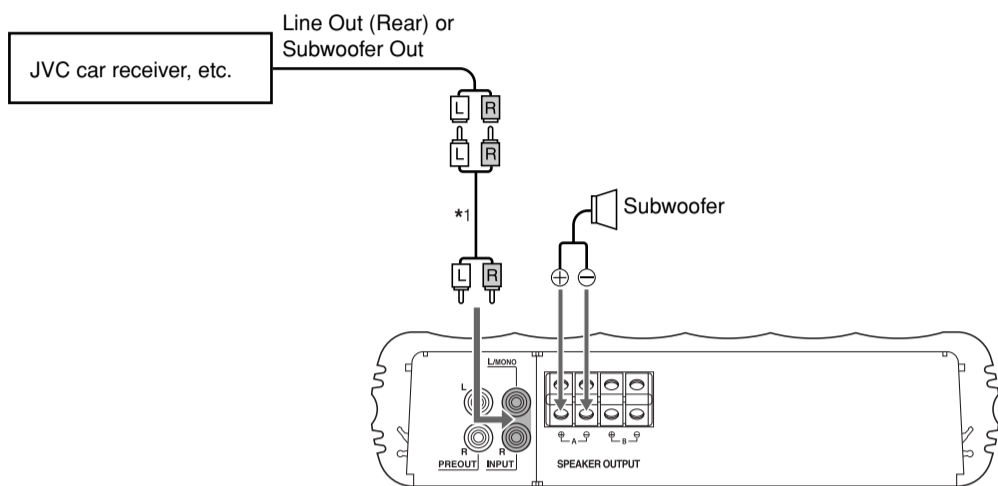 Line Out (Rear) or
Subwoofer Out
JVC car receiver, etc.
L R
L R
*1
Subwoofer
L R
+ −
L/MONO
L
R R
PREOUT INPUT
+ A − + B −
SPEAKER OUTPUT